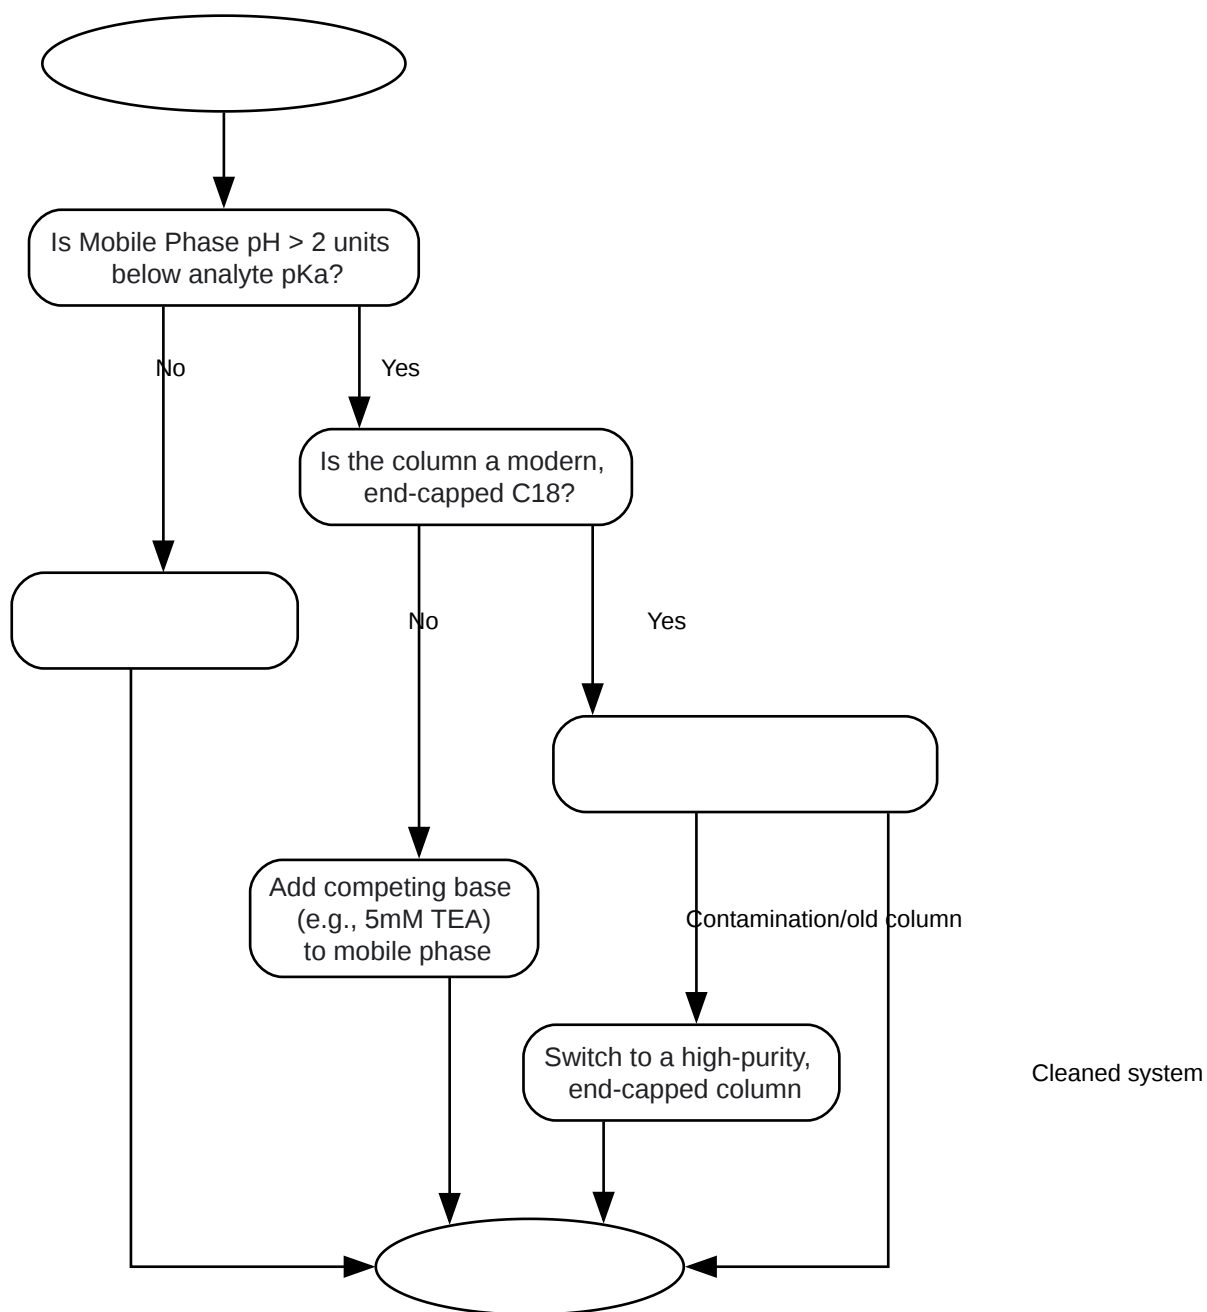 Is Mobile Phase pH > 2 units
below analyte pKa?
No
Yes
Is the column a modern,
end-capped C18?
No
Yes
Add competing base
(e.g., 5mM TEA)
to mobile phase
Contamination/old column
Switch to a high-purity,
end-capped column
Cleaned system